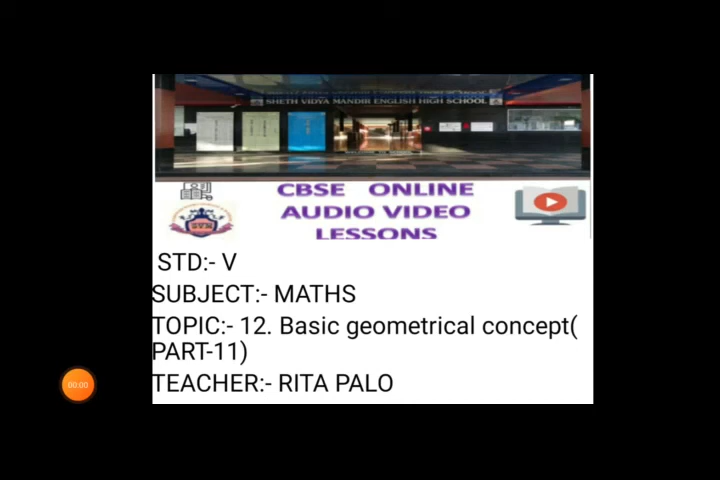 SHETH VIDYA MANDIR ENGLISH HIGH SCHOOL
CBSE ONLINE
AUDIO VIDEO
LESSONS
SVM
STD:- V
SUBJECT:- MATHS
TOPIC:- 12. Basic geometrical concept(
PART-11)
TEACHER:- RITA PALO
00:00